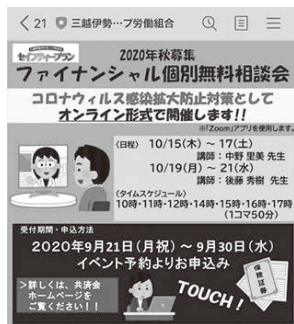 21 三越伊勢…プ労働組合
セイフティープラン
2020年秋募集
ファイナンシャル個別無料相談会
コロナウィルス感染拡大防止対策として
オンライン形式で開催します!!
※「Zoom」アプリを使用します。
〈日程〉 10/15(木)〜 17(土)
講師:中野 里美 先生
10/19(月)〜 21(水)
講師:後藤 秀樹 先生
〈タイムスケジュール〉
10時・11時・12時・14時・15時・16時・17時
(1コマ50分)
受付期間・申込方法
2020年9月21日(月祝)〜 9月30日(水)
イベント予約よりお申込み
>詳しくは、共済会
ホームページを
ご覧ください!!
TOUCH!
保険証券